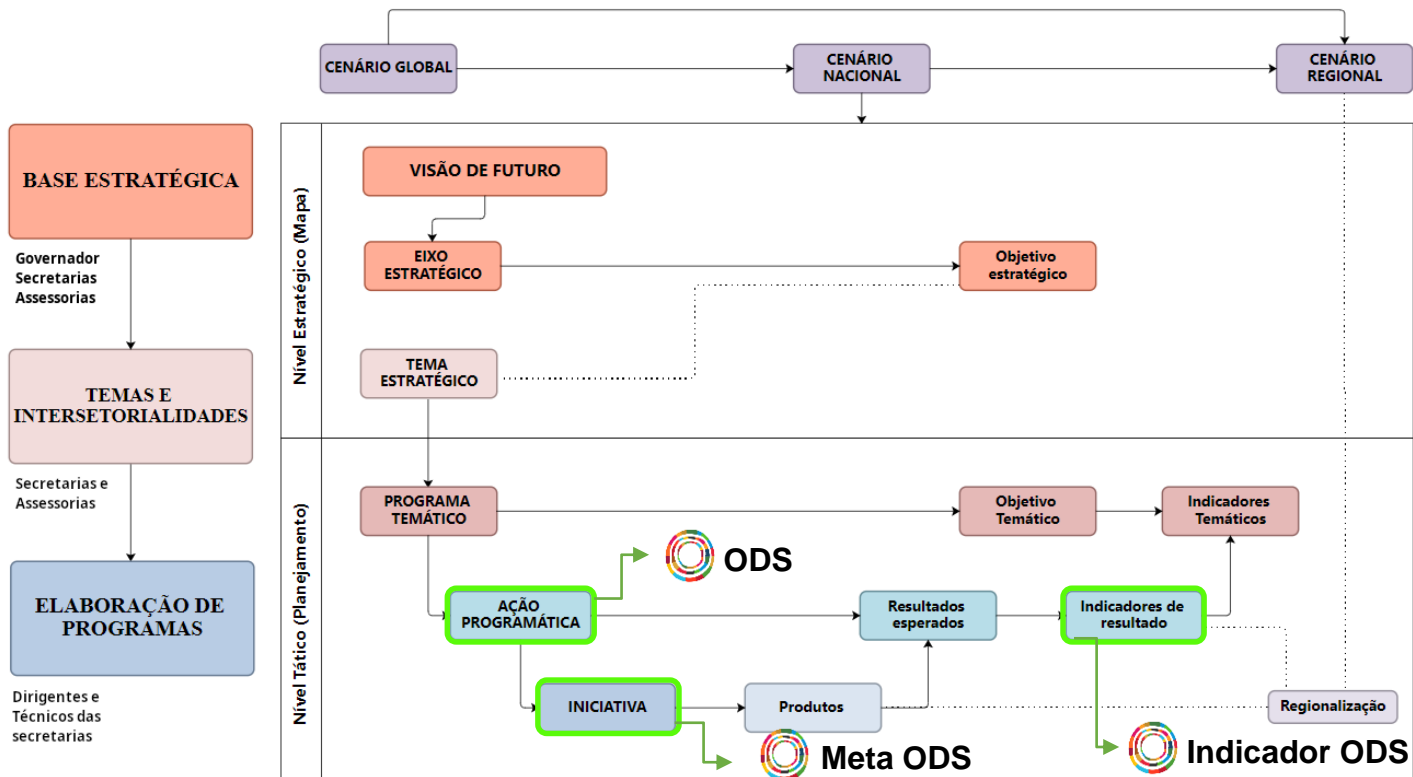 CENÁRIO GLOBAL
CENÁRIO
NACIONAL
CENÁRIO
REGIONAL
BASE ESTRATÉGICA
Governador
Secretarias
Assessorias
TEMAS E
INTERSETORIALIDADES
Secretarias e
Assessorias
ELABORAÇÃO DE
PROGRAMAS
Dirigentes e
Técnicos das
secretarias
Nível Estratégico (Mapa)
VISÃO DE FUTURO
EIXO
ESTRATÉGICO
Objetivo
estratégico
TEMA
ESTRATÉGICO
Nível Tático (Planejamento)
PROGRAMA
TEMÁTICO
Objetivo
Temático
Indicadores
Temáticos
ODS
AÇÃO
PROGRAMÁTICA
Resultados
esperados
Indicadores de
resultado
INICIATIVA
Produtos
Regionalização
Meta ODS
Indicador ODS